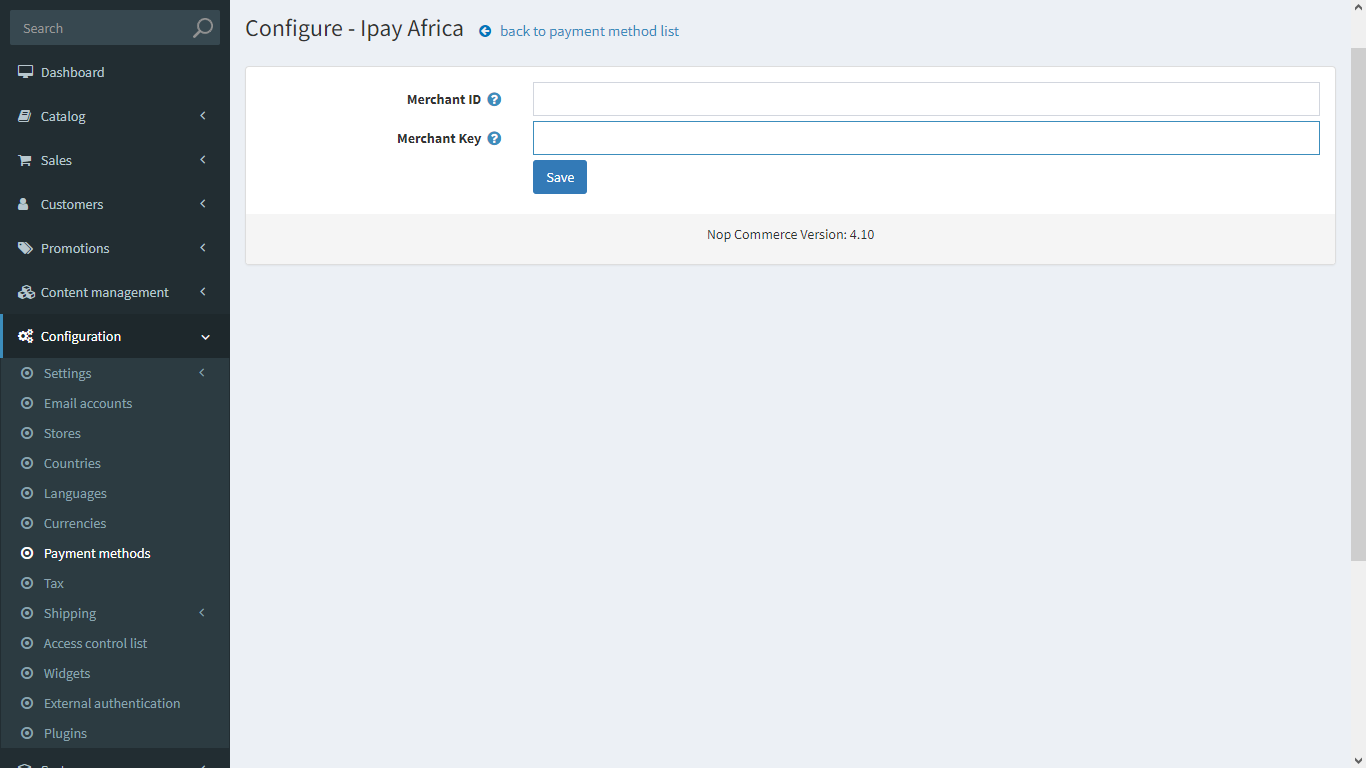 Search
Dashboard
Catalog
Sales
Customers
Promotions
Content management
Configuration
Settings
Email accounts
Stores
Countries
Languages
Currencies
Payment methods
Tax
Shipping
Access control list
Widgets
External authentication
Plugins
Configure - Ipay Africa back to payment method list
Merchant ID
Merchant Key
Save
Nop Commerce Version: 4.10